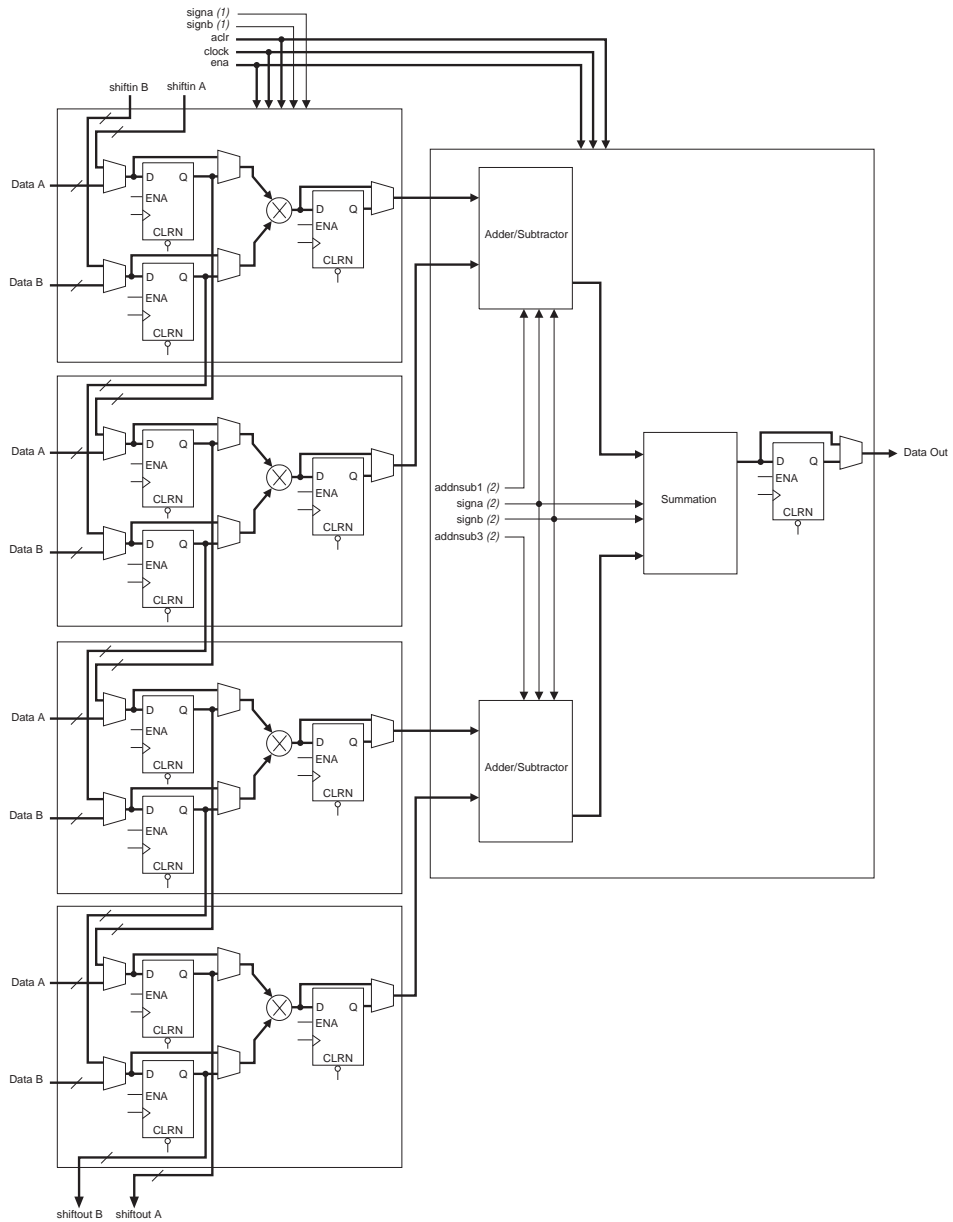 signa (1)
signb (1)
aclr
clock
ena
shiftin B
shiftin A
Data A
D Q
ENA
CLRN
D Q
ENA
CLRN
Data B
D Q
ENA
CLRN
Adder/Subtractor
Data A
D Q
ENA
CLRN
D Q
ENA
CLRN
Data B
D Q
ENA
CLRN
addnsub1 (2)
signa (2)
signb (2)
addnsub3 (2)
Summation
D Q
ENA
CLRN
Data Out
Data A
D Q
ENA
CLRN
D Q
ENA
CLRN
Data B
D Q
ENA
CLRN
Adder/Subtractor
Data A
D Q
ENA
CLRN
D Q
ENA
CLRN
Data B
D Q
ENA
CLRN
shiftout B
shiftout A